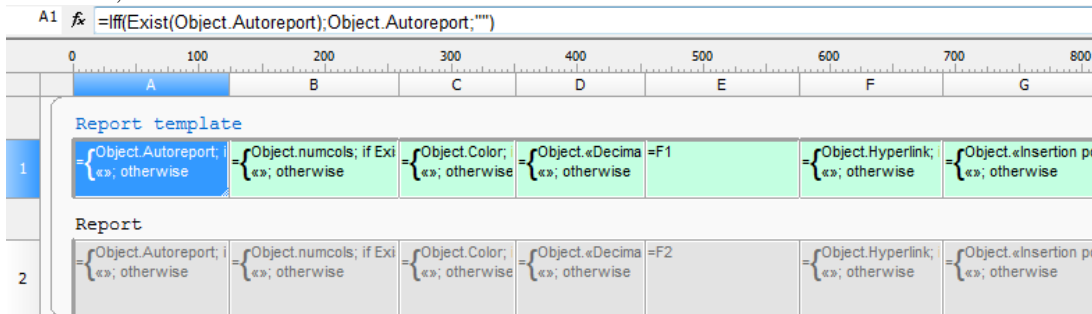 A1 fx =Iff(Exist(Object.Autoreport);Object.Autoreport;"")
0 100 200 300 400 500 600 700 800
A B C D E F G
Report template
1 ={Object.Autoreport; i ={Object.numcols; if Exi ={Object.Color; ={Object.«Decima =F1 ={Object.Hyperlink; ={Object.«Insertion po
«»; otherwise «»; otherwise «»; otherwise «»; otherwise «»; otherwise «»; otherwise
Report
2 ={Object.Autoreport; i ={Object.numcols; if Exi ={Object.Color; ={Object.«Decima =F2 ={Object.Hyperlink; ={Object.«Insertion po
«»; otherwise «»; otherwise «»; otherwise «»; otherwise «»; otherwise «»; otherwise